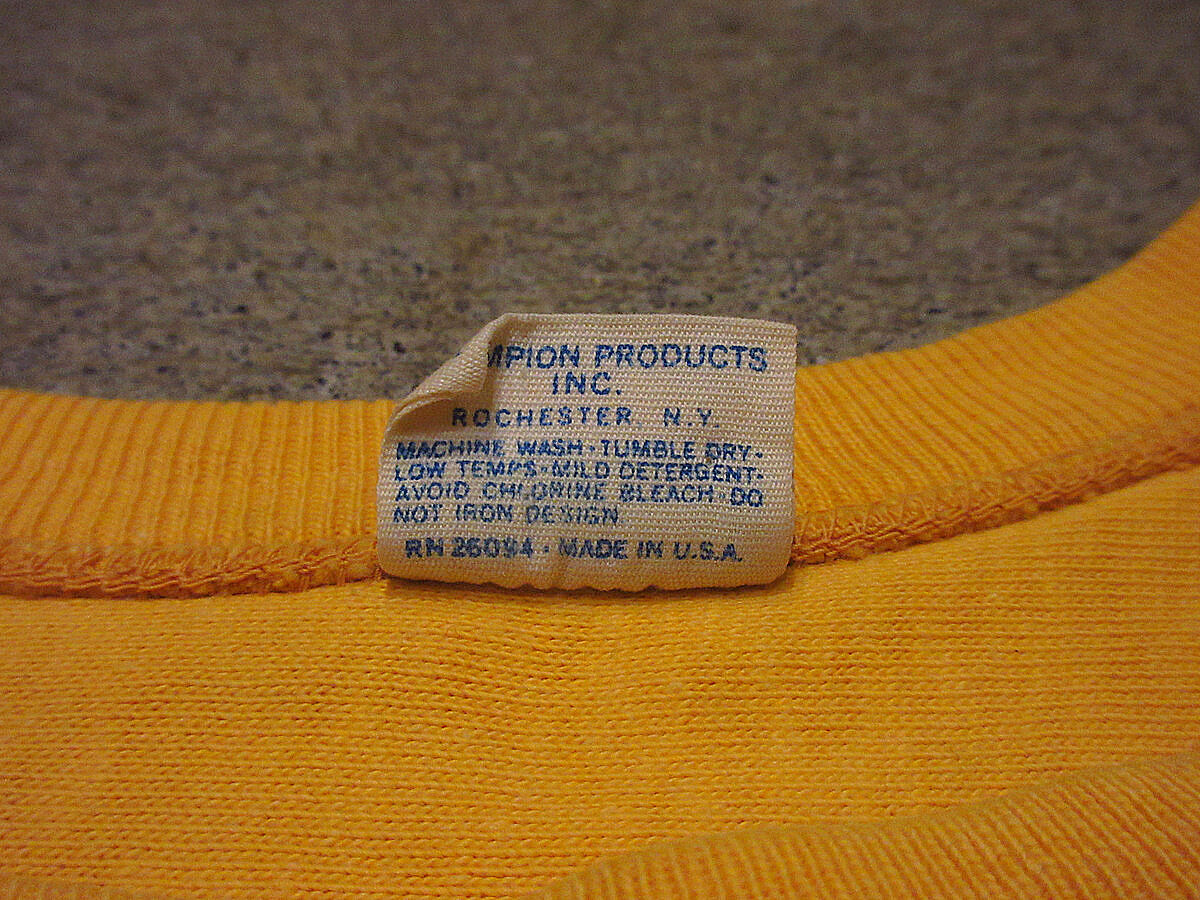 MPION PRODUCTS
INC.
ROCHESTER, N.Y.
MACHINE WASH·TUMBLE DRY·
LOW TEMPS·MILD DETERGENT·
AVOID CHLORINE BLEACH·DO
NOT IRON DESIGN
RN 26094 · MADE IN U.S.A.